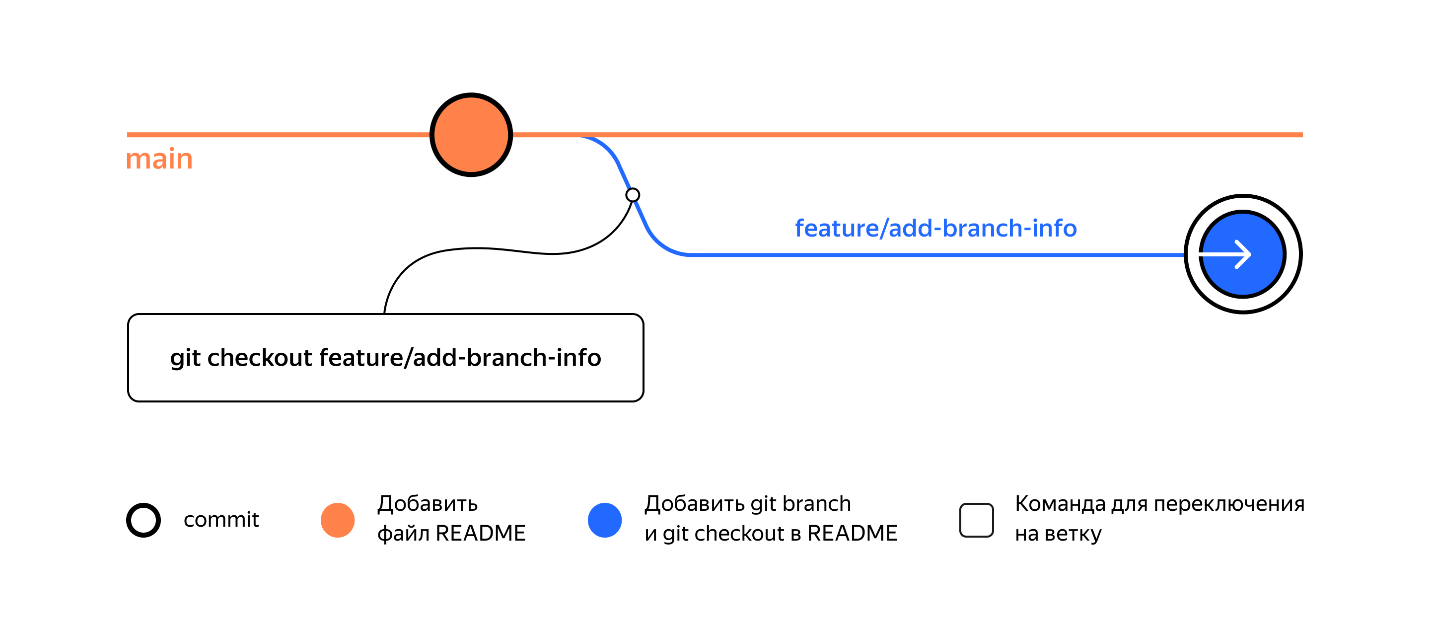 main
feature/add-branch-info
git checkout feature/add-branch-info
commit
Добавить
файл README
Добавить git branch
и git checkout в README
Команда для переключения
на ветку